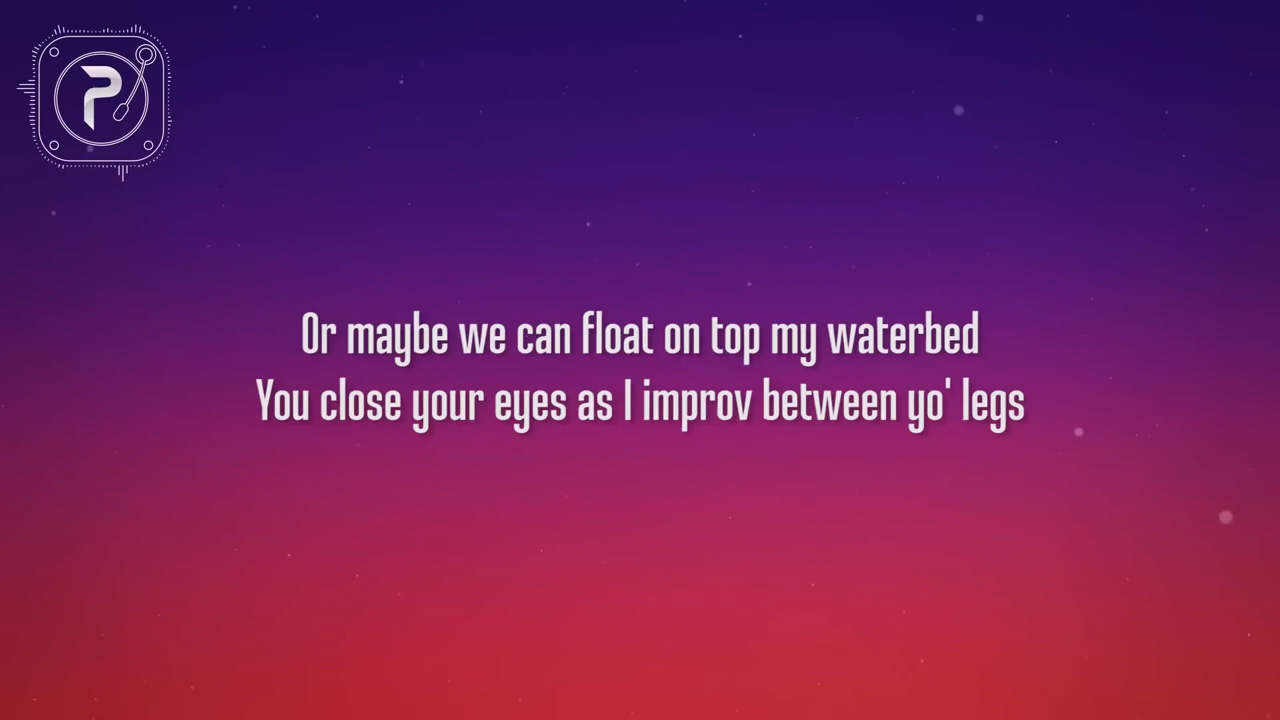 P
Or maybe we can float on top my waterbed
You close your eyes as I improv between yo' legs